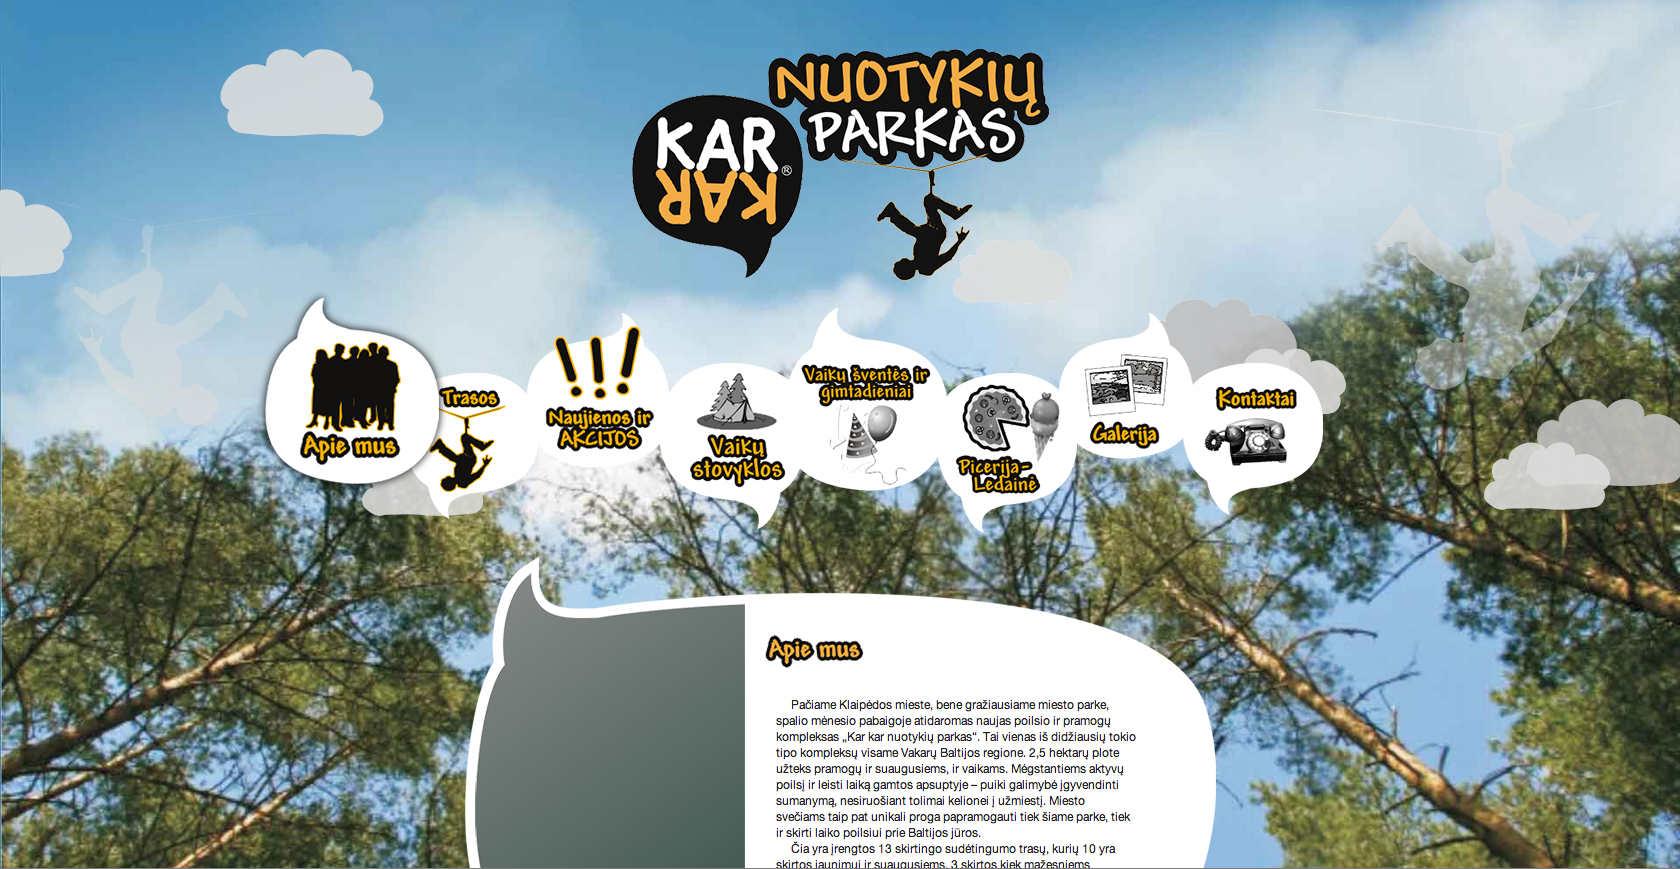 NUOTYKIŲ
PARKAS
KAR
KAR
®
Apie mus
Trasos
Naujienos ir
AKCIJOS
Vaikų
stovyklos
Vaikų šventės ir
gimtadieniai
Picerija-
Ledainė
Galerija
Kontaktai
Apie mus
Pačiame Klaipėdos mieste, bene gražiausiame miesto parke,
spalio mėnesio pabaigoje atidaromas naujas poilsio ir pramogų
kompleksas „Kar kar nuotykių parkas“. Tai vienas iš didžiausių tokio
tipo kompleksų visame Vakarų Baltijos regione. 2,5 hektarų plote
užteks pramogų ir suaugusiems, ir vaikams. Mėgstantiems aktyvų
poilsį ir leisti laiką gamtos apsuptyje – puiki galimybė įgyvendinti
sumanymą, nesiruošiant tolimai kelionei į užmiestį. Miesto
svečiams taip pat unikali proga papramogauti tiek šiame parke, tiek
ir skirti laiko poilsiui prie Baltijos jūros.
Čia yra įrengtos 13 skirtingo sudėtingumo trasų, kurių 10 yra
skirtos jaunimui ir suaugusiems, 3 skirtos kiek mažesniems